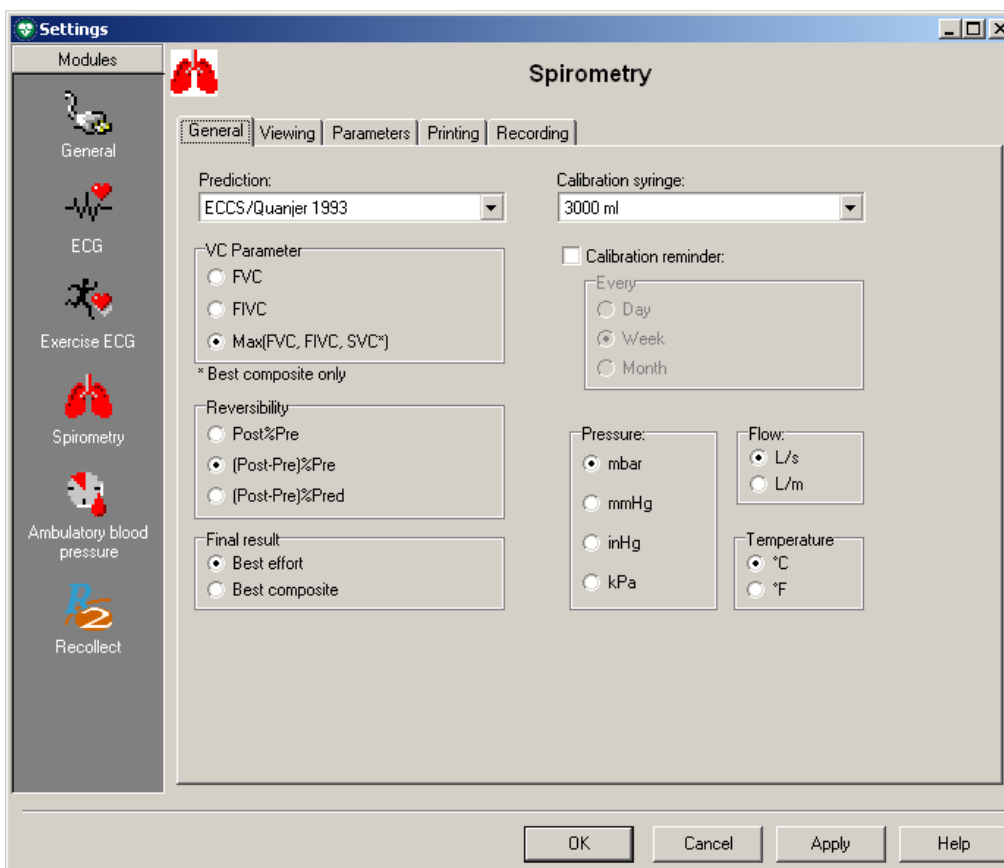 Settings
Modules
General
ECG
Exercise ECG
Spirometry
Ambulatory blood
pressure
R2
Recollect
Spirometry
General Viewing Parameters Printing Recording
Prediction:
ECCS/Quanjer 1993
VC Parameter
FVC
FIVC
Max(FVC, FIVC, SVC*)
* Best composite only
Reversibility
Post%Pre
(Post-Pre)%Pre
(Post-Pre)%Pred
Final result
Best effort
Best composite
Calibration syringe:
3000 ml
Calibration reminder:
Every
Day
Week
Month
Pressure:
mbar
mmHg
inHg
kPa
Flow:
L/s
L/m
Temperature
°C
°F
OK Cancel Apply Help